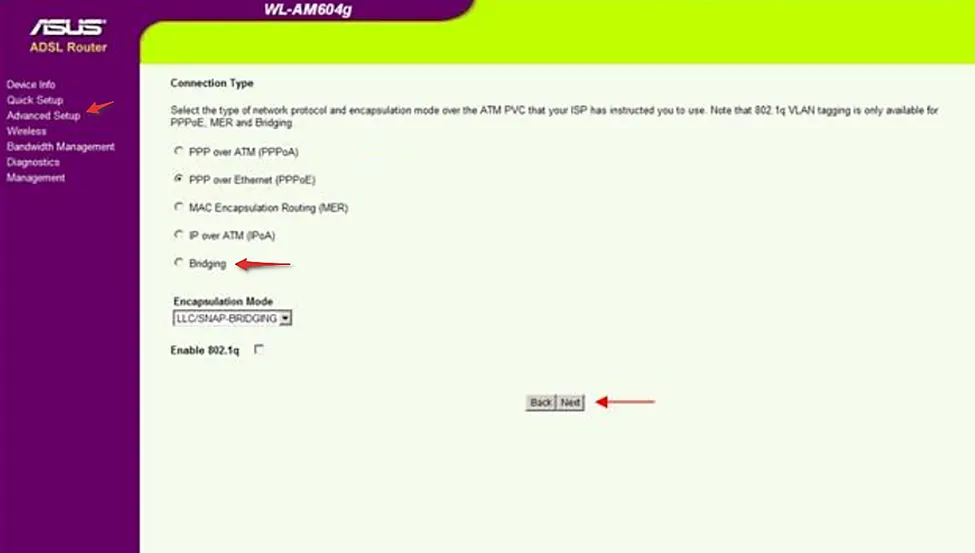 WL-AM604g
ASUS
ADSL Router
Device Info
Quick Setup
Advanced Setup
Wireless
Bandwidth Management
Diagnostics
Management
Connection Type
Select the type of network protocol and encapsulation mode over the ATM PVC that your ISP has instructed you to use. Note that 802.1q VLAN tagging is only available for
PPPoE, MER and Bridging
PPP over ATM (PPPoA)
PPP over Ethernet (PPPoE)
MAC Encapsulation Routing (MER)
IP over ATM (IPoA)
Bridging
Encapsulation Mode
LLC/SNAP-BRIDGING
Enable 802.1q
Back Next